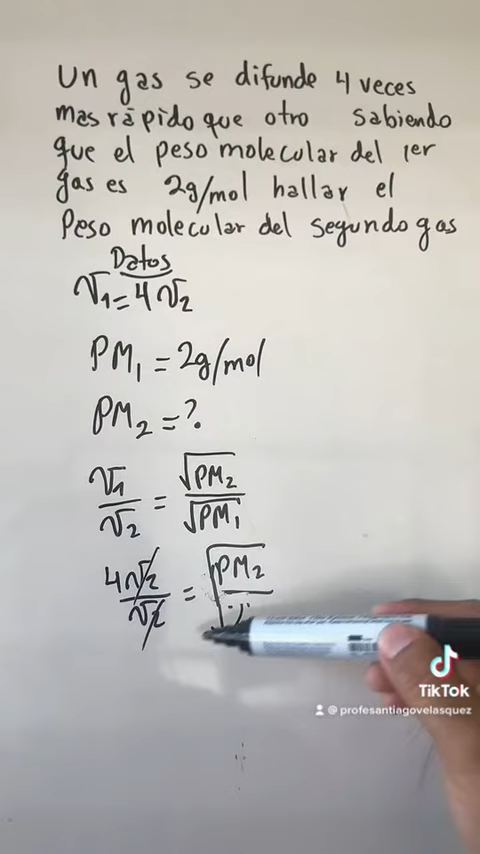 Un gas se difunde 4 veces
mas rápido que otro sabiendo
que el peso molecular del 1er
gas es 2g/mol hallar el
Peso molecular del segundo gas
Datos
V₁=4V₂
PM₁=2g/mol
PM₂=?
V₁/V₂ = √PM₂/√PM₁
4V₂/V₂ = √PM₂
TikTok
@profesantiagovelasquez